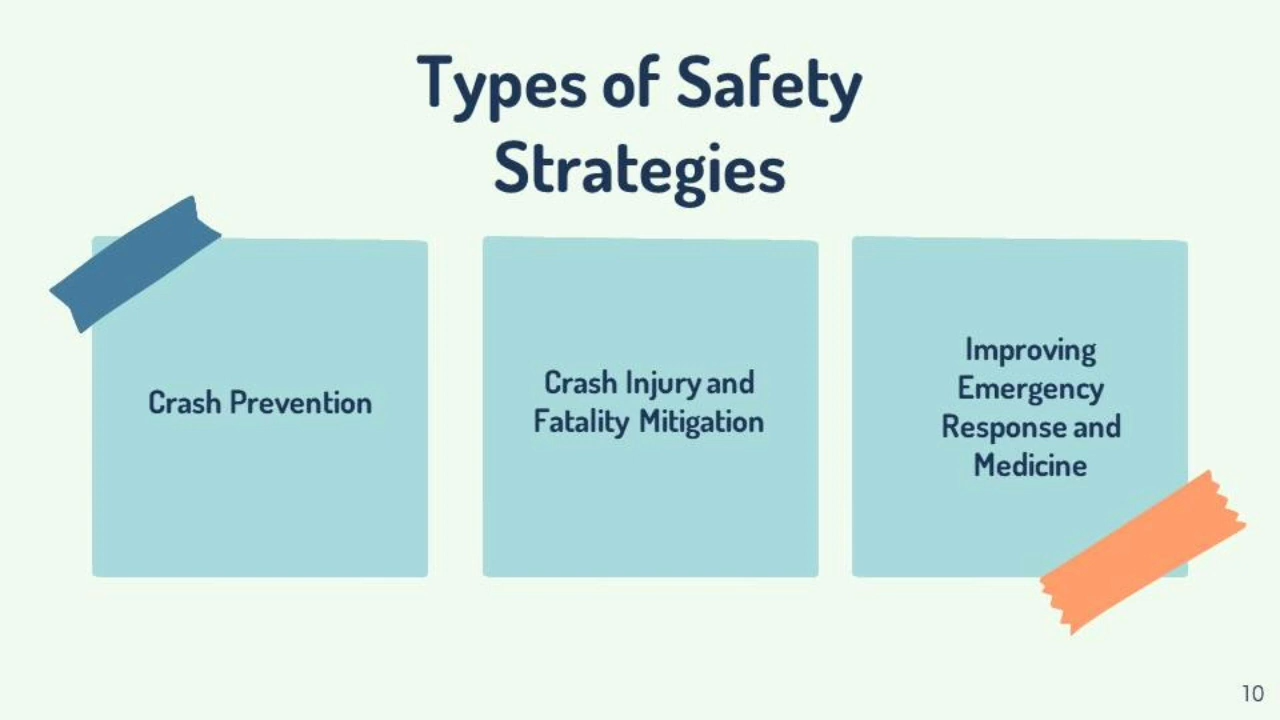 Types of Safety
Strategies
Crash Prevention
Crash Injury and
Fatality Mitigation
Improving
Emergency
Response and
Medicine
10